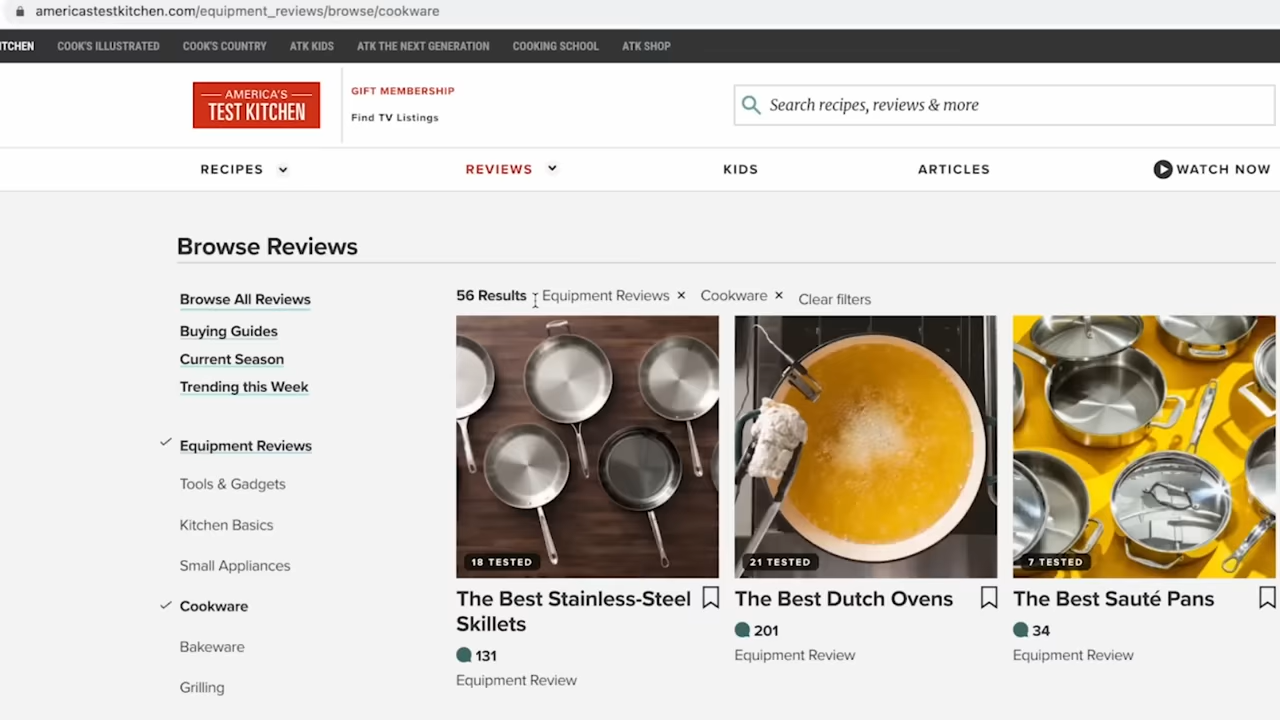 americastestkitchen.com/equipment_reviews/browse/cookware
ITCHEN COOK'S ILLUSTRATED COOK'S COUNTRY ATK KIDS ATK THE NEXT GENERATION COOKING SCHOOL ATK SHOP
AMERICA'S
TEST KITCHEN
GIFT MEMBERSHIP
Find TV Listings
Search recipes, reviews & more
RECIPES REVIEWS KIDS ARTICLES WATCH NOW
Browse Reviews
Browse All Reviews
Buying Guides
Current Season
Trending this Week
Equipment Reviews
Tools & Gadgets
Kitchen Basics
Small Appliances
Cookware
Bakeware
Grilling
56 Results Equipment Reviews × Cookware × Clear filters
18 TESTED
The Best Stainless-Steel
Skillets
131
Equipment Review
21 TESTED
The Best Dutch Ovens
201
Equipment Review
7 TESTED
The Best Sauté Pans
34
Equipment Review